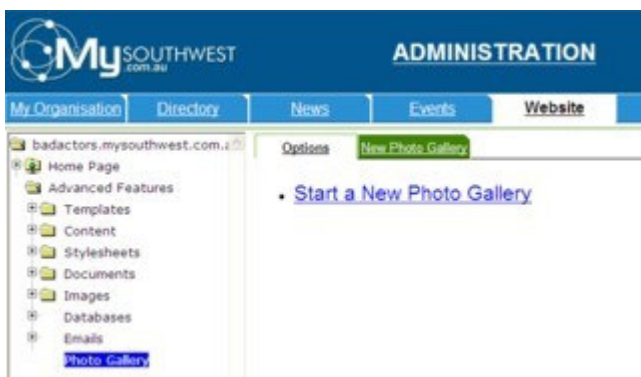 MySOUTHWEST
.com.au
ADMINISTRATION
My Organisation Directory News Events Website
badactors.mysouthwest.com.a
Options New Photo Gallery
Home Page
Advanced Features
• Start a New Photo Gallery
Templates
Content
Stylesheets
Documents
Images
Databases
Emails
Photo Gallery